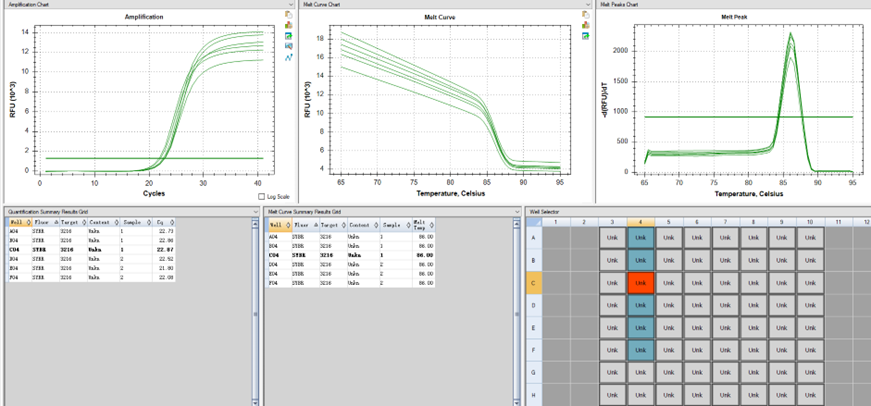 Amplification Chart
Amplification
14
12
10
8
6
4
2
0
RFU (10^3)
0 10 20 30 40
Cycles
Log Scale
Melt Curve Chart
Melt Curve
18
16
14
12
10
8
6
4
RFU (10^3)
65 70 75 80 85 90 95
Temperature, Celsius
Melt Peaks Chart
Melt Peak
2000
1500
1000
500
0
-d(RFU)/dT
65 70 75 80 85 90 95
Temperature, Celsius
Quantification Summary Results Grid
Well Fluor Target Content Sample Cq
A04 SYBR 3216 Unkn 1 22.73
B04 SYBR 3216 Unkn 1 22.86
C04 SYBR 3216 Unkn 1 22.87
D04 SYBR 3216 Unkn 2 22.92
E04 SYBR 3216 Unkn 2 21.80
F04 SYBR 3216 Unkn 2 22.08
Melt Curve Summary Results Grid
Well Fluor Target Content Sample Melt Temp
A04 SYBR 3216 Unkn 1 86.00
B04 SYBR 3216 Unkn 1 86.00
C04 SYBR 3216 Unkn 1 86.00
D04 SYBR 3216 Unkn 2 86.00
E04 SYBR 3216 Unkn 2 86.00
F04 SYBR 3216 Unkn 2 86.00
Well Selector
1 2 3 4 5 6 7 8 9 10 11 12
A Unk Unk Unk Unk Unk Unk Unk Unk
B Unk Unk Unk Unk Unk Unk Unk Unk
C Unk Unk Unk Unk Unk Unk Unk Unk
D Unk Unk Unk Unk Unk Unk Unk Unk
E Unk Unk Unk Unk Unk Unk Unk Unk
F Unk Unk Unk Unk Unk Unk Unk Unk
G Unk Unk Unk Unk Unk Unk Unk Unk
H Unk Unk Unk Unk Unk Unk Unk Unk